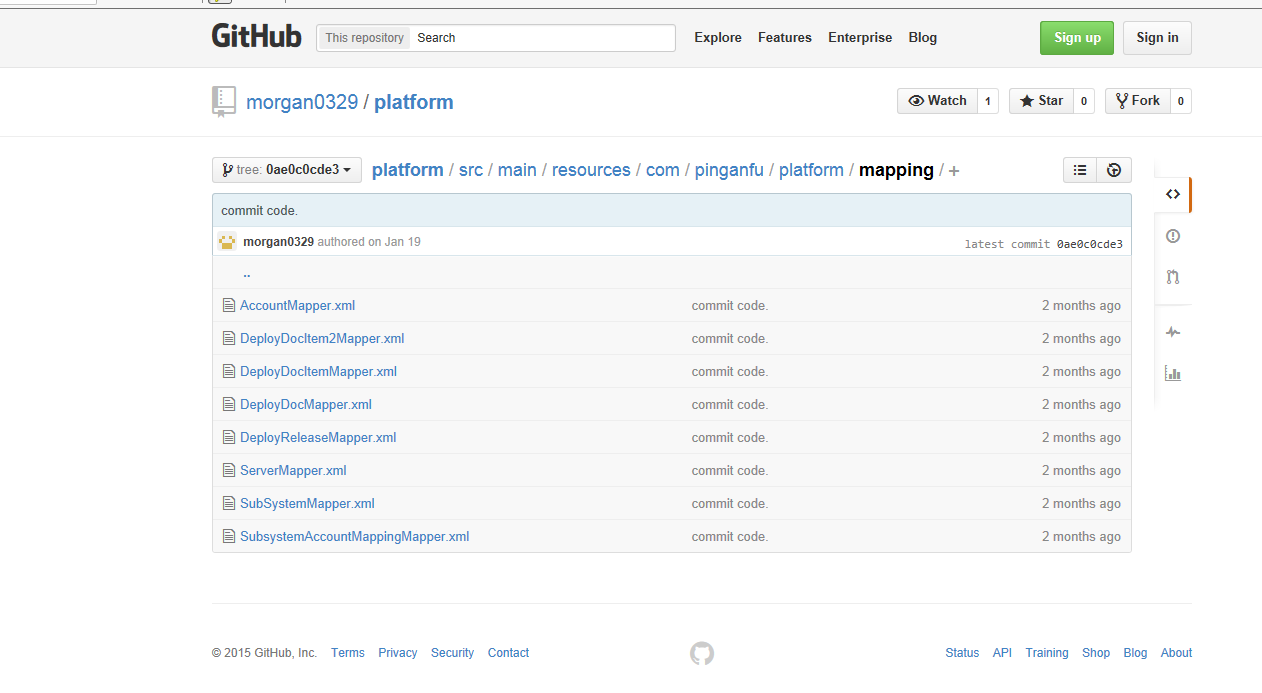 GitHub This repository Search Explore Features Enterprise Blog Sign up Sign in
morgan0329 / platform Watch 1 Star 0 Fork 0
tree: 0ae0c0cde3 platform / src / main / resources / com / pinganfu / platform / mapping / +
commit code.
morgan0329 authored on Jan 19 latest commit 0ae0c0cde3
..
AccountMapper.xml commit code. 2 months ago
DeployDocItem2Mapper.xml commit code. 2 months ago
DeployDocItemMapper.xml commit code. 2 months ago
DeployDocMapper.xml commit code. 2 months ago
DeployReleaseMapper.xml commit code. 2 months ago
ServerMapper.xml commit code. 2 months ago
SubSystemMapper.xml commit code. 2 months ago
SubsystemAccountMappingMapper.xml commit code. 2 months ago
© 2015 GitHub, Inc. Terms Privacy Security Contact Status API Training Shop Blog About